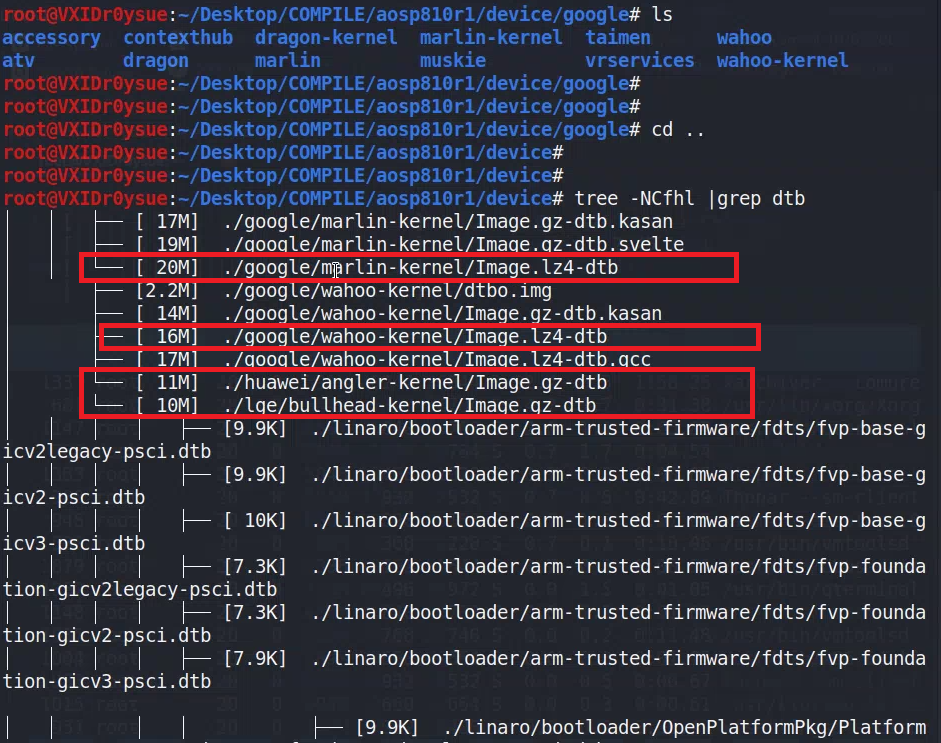 root@VXIDr0ysue:~/Desktop/COMPILE/aosp810r1/device/google# ls
accessory  contexthub  dragon-kernel  marlin-kernel  taimen      wahoo
atv        dragon      marlin         muskie         vrservices  wahoo-kernel
root@VXIDr0ysue:~/Desktop/COMPILE/aosp810r1/device/google#
root@VXIDr0ysue:~/Desktop/COMPILE/aosp810r1/device/google#
root@VXIDr0ysue:~/Desktop/COMPILE/aosp810r1/device/google# cd ..
root@VXIDr0ysue:~/Desktop/COMPILE/aosp810r1/device#
root@VXIDr0ysue:~/Desktop/COMPILE/aosp810r1/device#
root@VXIDr0ysue:~/Desktop/COMPILE/aosp810r1/device# tree -NCfhl |grep dtb
│   │   ├── [ 17M]  ./google/marlin-kernel/Image.gz-dtb.kasan
│   │   ├── [ 19M]  ./google/marlin-kernel/Image.gz-dtb.svelte
│   │   └── [ 20M]  ./google/marlin-kernel/Image.lz4-dtb
│       ├── [2.2M]  ./google/wahoo-kernel/dtbo.img
│       ├── [ 14M]  ./google/wahoo-kernel/Image.gz-dtb.kasan
│       ├── [ 16M]  ./google/wahoo-kernel/Image.lz4-dtb
│       ├── [ 17M]  ./google/wahoo-kernel/Image.lz4-dtb.gcc
│       └── [ 11M]  ./huawei/angler-kernel/Image.gz-dtb
│       └── [ 10M]  ./lge/bullhead-kernel/Image.gz-dtb
│   │   │   │   ├── [9.9K]  ./linaro/bootloader/arm-trusted-firmware/fdts/fvp-base-g
icv2legacy-psci.dtb
│   │   │   │   ├── [9.9K]  ./linaro/bootloader/arm-trusted-firmware/fdts/fvp-base-g
icv2-psci.dtb
│   │   │   │   ├── [ 10K]  ./linaro/bootloader/arm-trusted-firmware/fdts/fvp-base-g
icv3-psci.dtb
│   │   │   │   ├── [7.3K]  ./linaro/bootloader/arm-trusted-firmware/fdts/fvp-founda
tion-gicv2legacy-psci.dtb
│   │   │   │   ├── [7.3K]  ./linaro/bootloader/arm-trusted-firmware/fdts/fvp-founda
tion-gicv2-psci.dtb
│   │   │   │   ├── [7.9K]  ./linaro/bootloader/arm-trusted-firmware/fdts/fvp-founda
tion-gicv3-psci.dtb
│   │       │   │           ├── [9.9K]  ./linaro/bootloader/OpenPlatformPkg/Platform